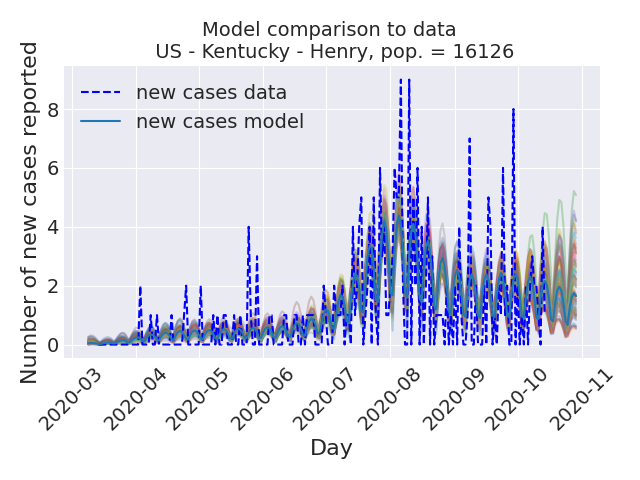 Model comparison to data
US - Kentucky - Henry, pop. = 16126
Number of new cases reported
8
6
4
2
0
new cases data
new cases model
2020-03
2020-04
2020-05
2020-06
2020-07
2020-08
2020-09
2020-10
2020-11
Day